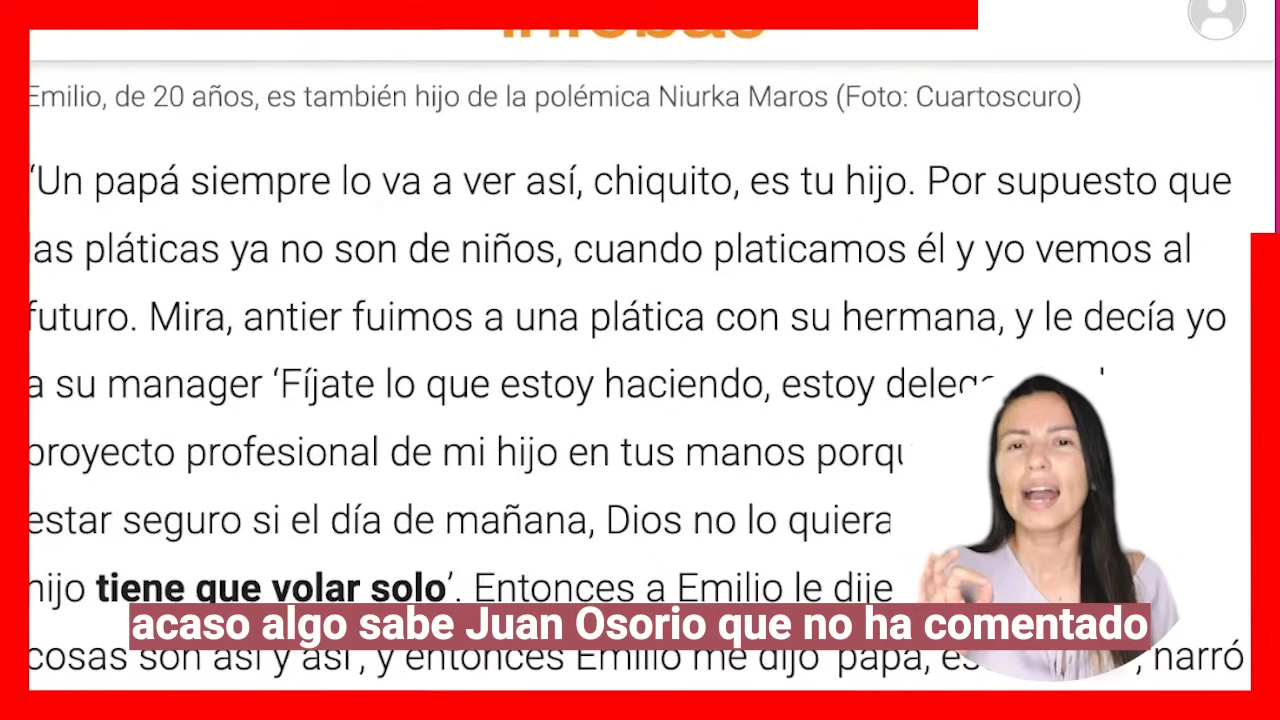 infobae
Emilio, de 20 años, es también hijo de la polémica Niurka Maros (Foto: Cuartoscuro)
‘Un papá siempre lo va a ver así, chiquito, es tu hijo. Por supuesto que
las pláticas ya no son de niños, cuando platicamos él y yo vemos al
futuro. Mira, antier fuimos a una plática con su hermana, y le decía yo
a su manager ‘Fíjate lo que estoy haciendo, estoy
proyecto profesional de mi hijo en tus manos
estar seguro si el día de mañana, Dios no lo quiera
hijo tiene que volar solo’. Entonces a Emilio le dije
acaso algo sabe Juan Osorio que no ha comentado
cosas son así y así’, y entonces Emilio me dijo ‘papá, narró